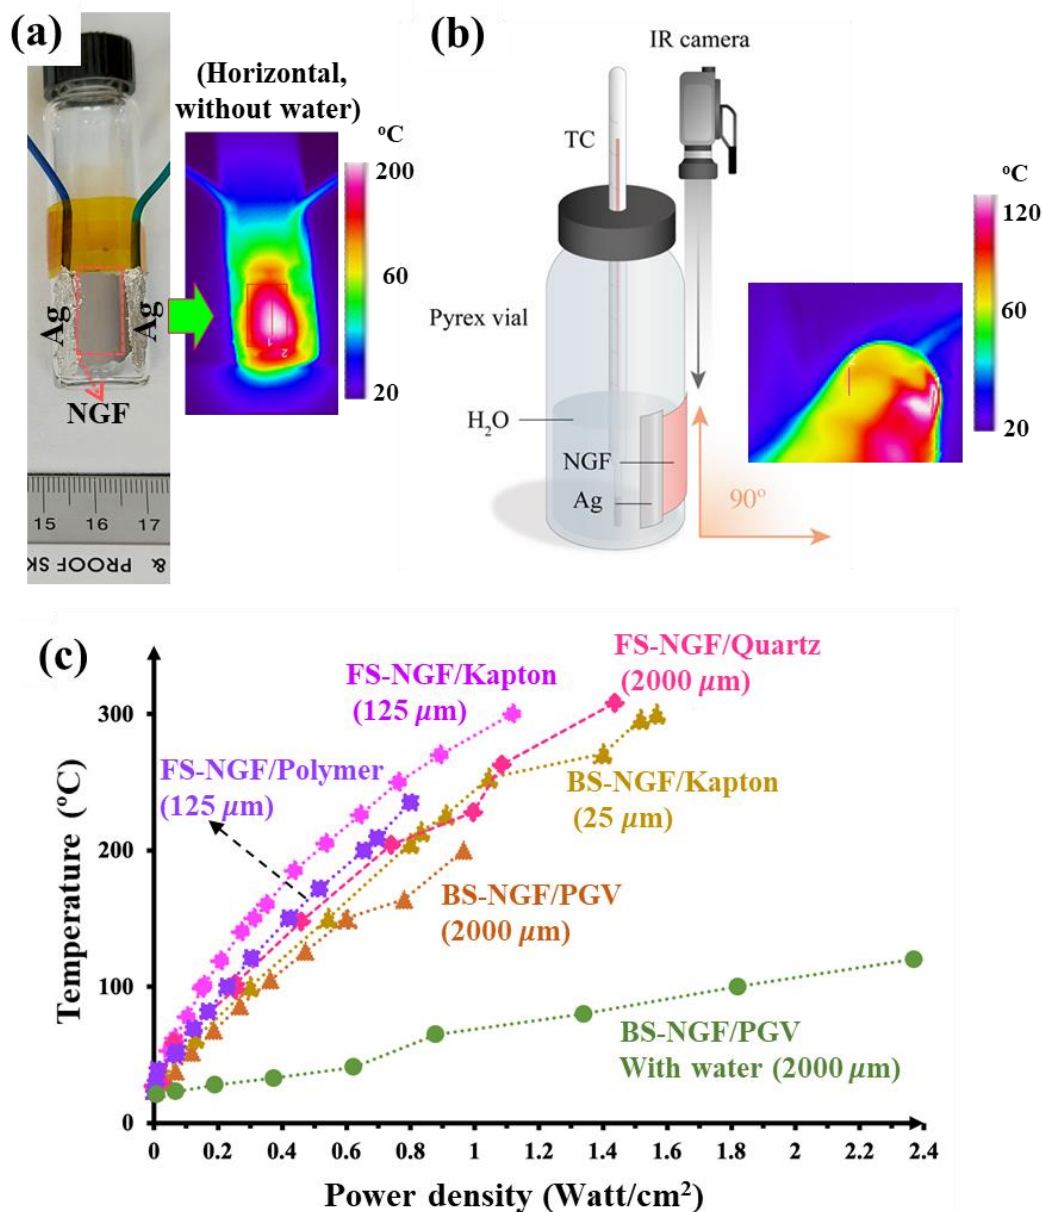 (a)
(Horizontal,
without water)
°C
200
60
20
Ag
Ag
NGF
15 16 17
& PROOF SK
(b)
IR camera
TC
Pyrex vial
H₂O
NGF
Ag
90°
°C
120
60
20
(c)
FS-NGF/Quartz
(2000 μm)
FS-NGF/Kapton
(125 μm)
FS-NGF/Polymer
(125 μm)
BS-NGF/Kapton
(25 μm)
BS-NGF/PGV
(2000 μm)
BS-NGF/PGV
With water (2000 μm)
Temperature (°C)
300
200
100
0
0 0.2 0.4 0.6 0.8 1 1.2 1.4 1.6 1.8 2 2.2 2.4
Power density (Watt/cm²)